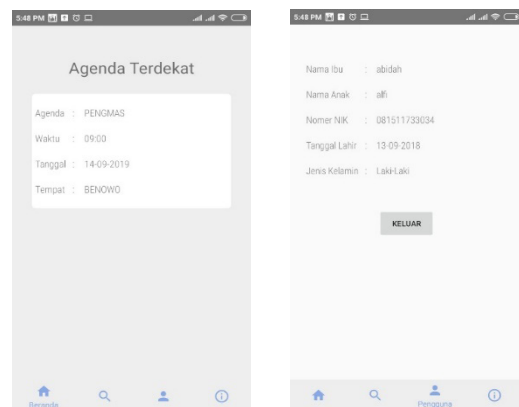 5:48 PM
Agenda Terdekat
Agenda : PENGMAS
Waktu : 09:00
Tanggal : 14-09-2019
Tempat : BENOWO
Beranda
5:48 PM
Nama Ibu : abidah
Nama Anak : alfi
Nomer NIK : 081511733034
Tanggal Lahir : 13-09-2018
Jenis Kelamin : Laki-Laki
KELUAR
Pengguna